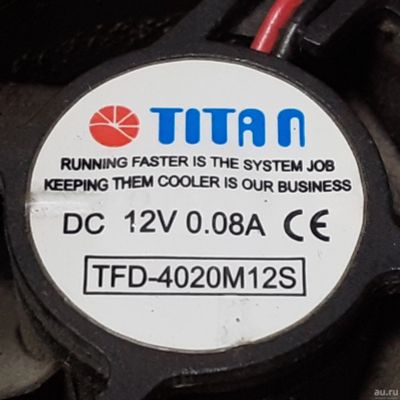 TITAN
RUNNING FASTER IS THE SYSTEM JOB
KEEPING THEM COOLER IS OUR BUSINESS
DC 12V 0.08A CE
TFD-4020M12S
au.ru